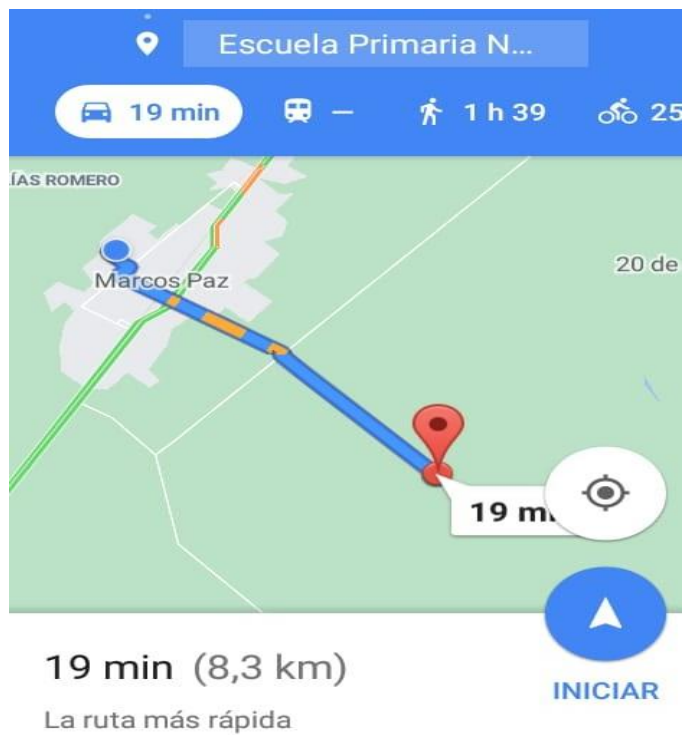 Escuela Primaria N...
19 min — 1 h 39 25
ÍAS ROMERO
20 de
Marcos Paz
19 mi
19 min (8,3 km)
INICIAR
La ruta más rápida